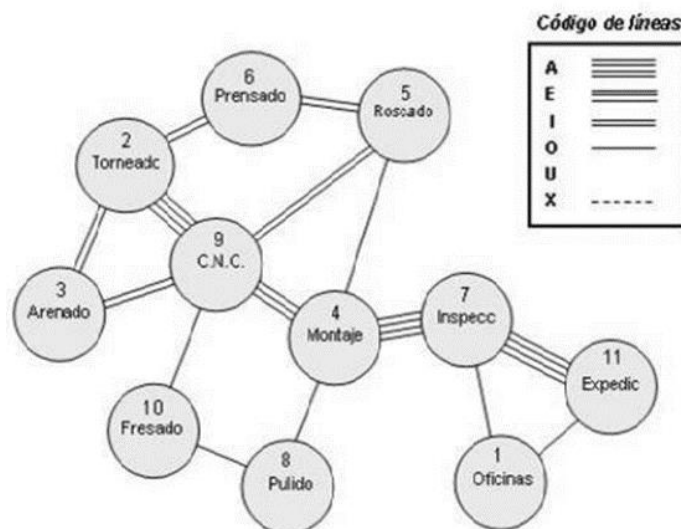 Código de líneas
A
E
I
O
U
X
6
Prensado
5
Roscado
2
Torneadc
9
C.N.C.
3
Arenado
4
Montaje
7
Inspecc
11
Expedic
10
Fresado
8
Pulido
1
Oficinas